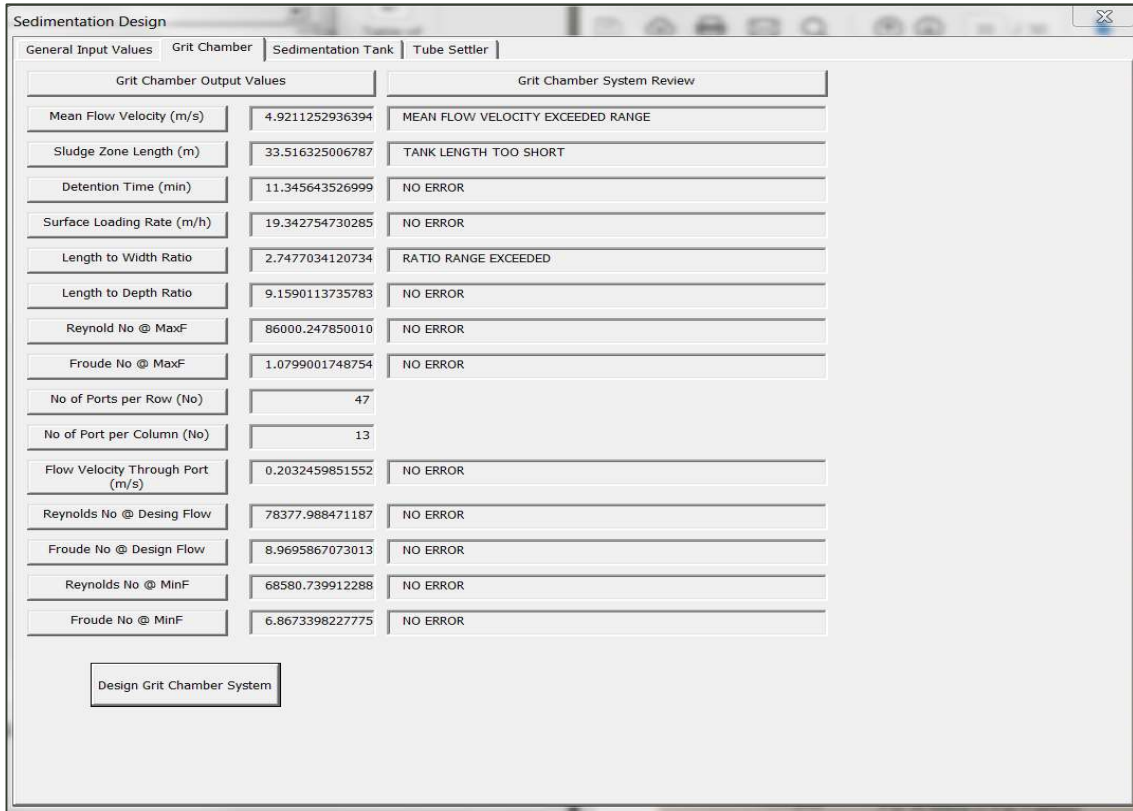 Sedimentation Design
General Input Values Grit Chamber Sedimentation Tank Tube Settler
Grit Chamber Output Values Grit Chamber System Review
Mean Flow Velocity (m/s) 4.9211252936394 MEAN FLOW VELOCITY EXCEEDED RANGE
Sludge Zone Length (m) 33.516325006787 TANK LENGTH TOO SHORT
Detention Time (min) 11.345643526999 NO ERROR
Surface Loading Rate (m/h) 19.342754730285 NO ERROR
Length to Width Ratio 2.7477034120734 RATIO RANGE EXCEEDED
Length to Depth Ratio 9.1590113735783 NO ERROR
Reynold No @ MaxF 86000.247850010 NO ERROR
Froude No @ MaxF 1.0799001748754 NO ERROR
No of Ports per Row (No) 47
No of Port per Column (No) 13
Flow Velocity Through Port
(m/s) 0.2032459851552 NO ERROR
Reynolds No @ Desing Flow 78377.988471187 NO ERROR
Froude No @ Design Flow 8.9695867073013 NO ERROR
Reynolds No @ MinF 68580.739912288 NO ERROR
Froude No @ MinF 6.8673398227775 NO ERROR
Design Grit Chamber System